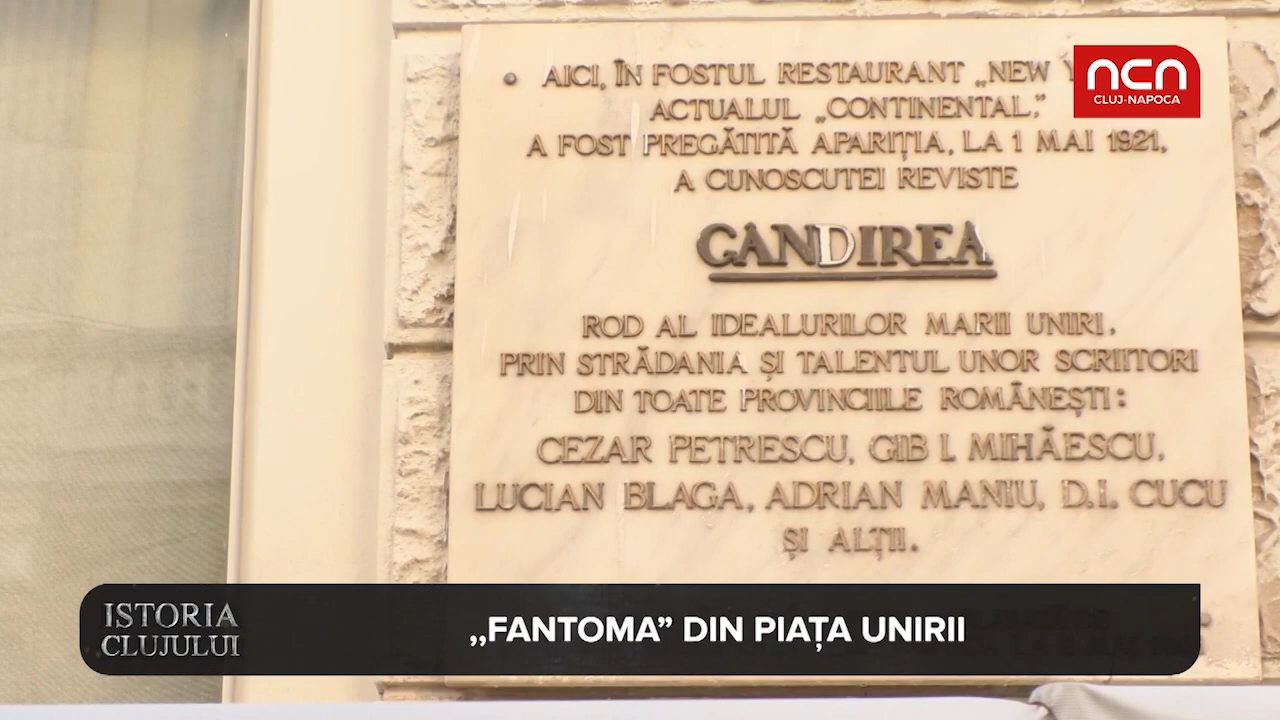 AICI, ÎN FOSTUL RESTAURANT „NEW
ACTUALUL „CONTINENTAL,”
A FOST PREGĂTITĂ APARIȚIA, LA 1 MAI 1921,
A CUNOSCUTEI REVISTE
GANDIREA
ROD AL IDEALURILOR MARII UNIRI,
PRIN STRĂDANIA ȘI TALENTUL UNOR SCRIITORI
DIN TOATE PROVINCIILE ROMÂNEȘTI:
CEZAR PETRESCU, GIB I. MIHĂESCU,
LUCIAN BLAGA, ADRIAN MANIU, D.I. CUCU
ȘI ALȚII.
ncn
CLUJ-NAPOCA
ISTORIA
CLUJULUI
,,FANTOMA” DIN PIAȚA UNIRII